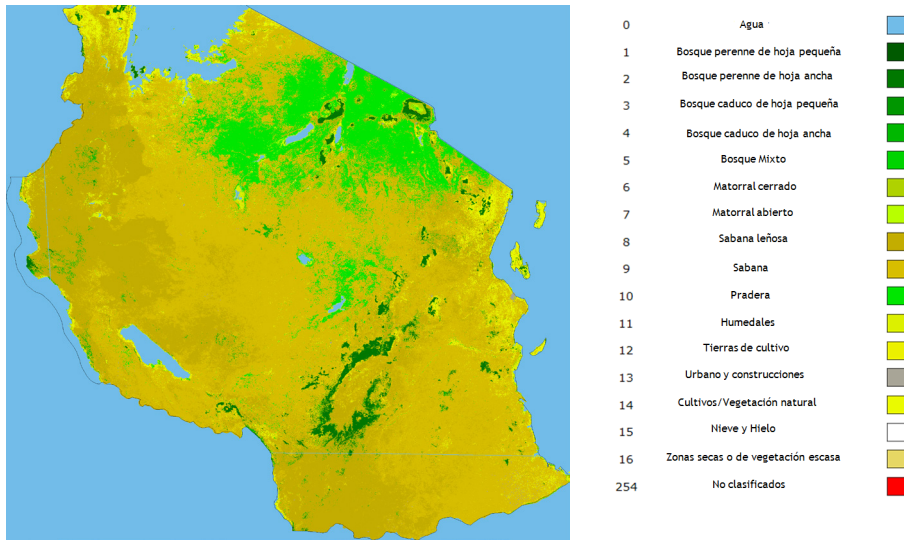 0 Agua
1 Bosque perenne de hoja pequeña
2 Bosque perenne de hoja ancha
3 Bosque caduco de hoja pequeña
4 Bosque caduco de hoja ancha
5 Bosque Mixto
6 Matorral cerrado
7 Matorral abierto
8 Sabana leñosa
9 Sabana
10 Pradera
11 Humedales
12 Tierras de cultivo
13 Urbano y construcciones
14 Cultivos/Vegetación natural
15 Nieve y Hielo
16 Zonas secas o de vegetación escasa
254 No clasificados